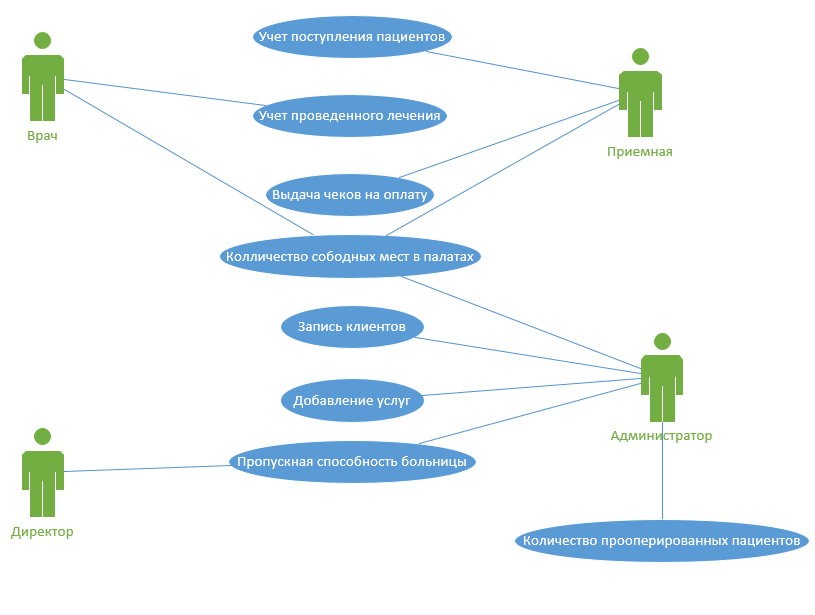 Учет поступления пациентов
Врач
Учет проведенного лечения
Приемная
Выдача чеков на оплату
Колличество сободных мест в палатах
Запись клиентов
Добавление услуг
Администратор
Пропускная способность больницы
Директор
Количество прооперированных пациентов